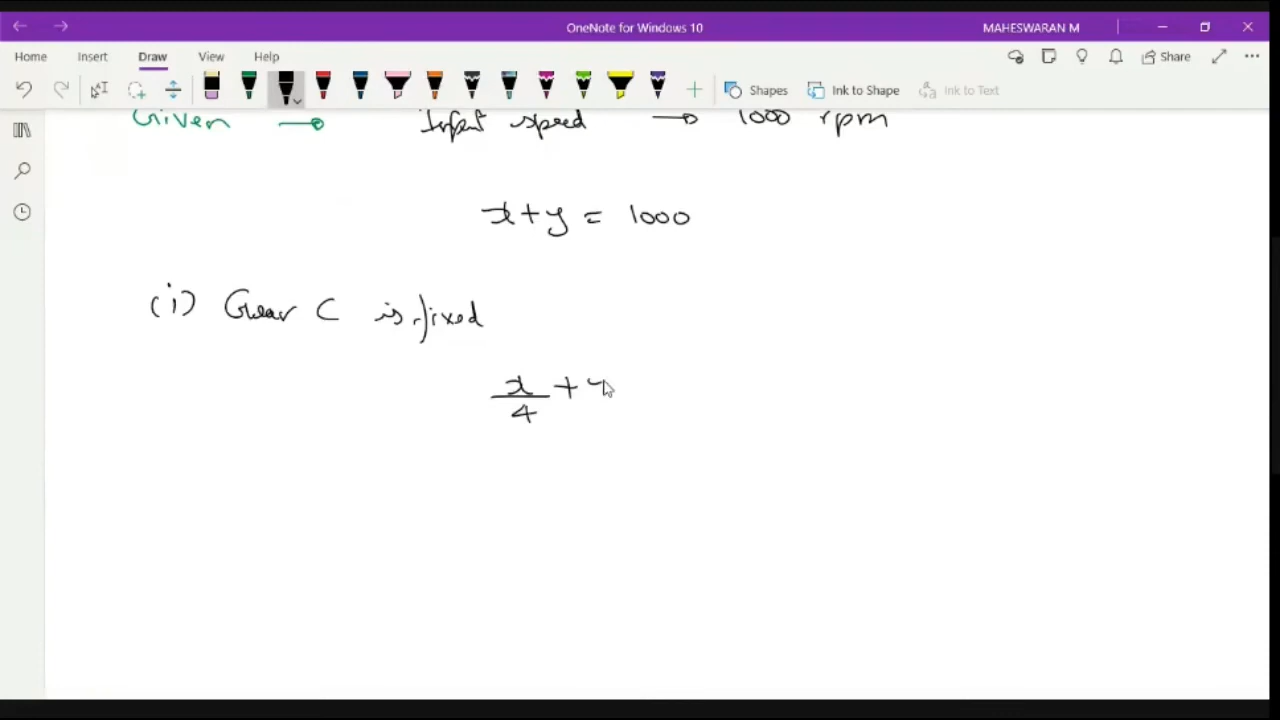 OneNote for Windows 10
MAHESWARAN M
Home Insert Draw View Help
Share
Shapes
Ink to Shape
Ink to Text
Given → Input speed → 1000 rpm
x+y = 1000
(i) Gear C is fixed
x/4 + y